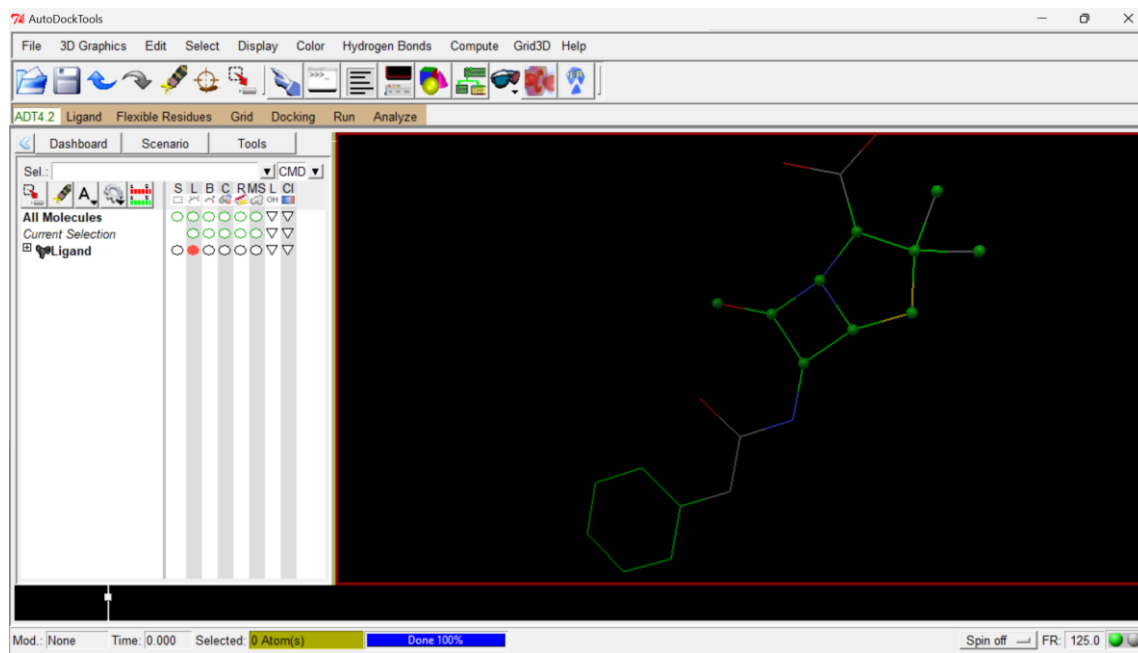 AutoDockTools
File 3D Graphics Edit Select Display Color Hydrogen Bonds Compute Grid3D Help
ADT4.2 Ligand Flexible Residues Grid Docking Run Analyze
Dashboard Scenario Tools
Sel.: CMD
A S L B C R MS L Cl
All Molecules
Current Selection
Ligand
Mod.: None Time: 0.000 Selected: 0 Atom(s) Done 100% Spin off FR: 125.0